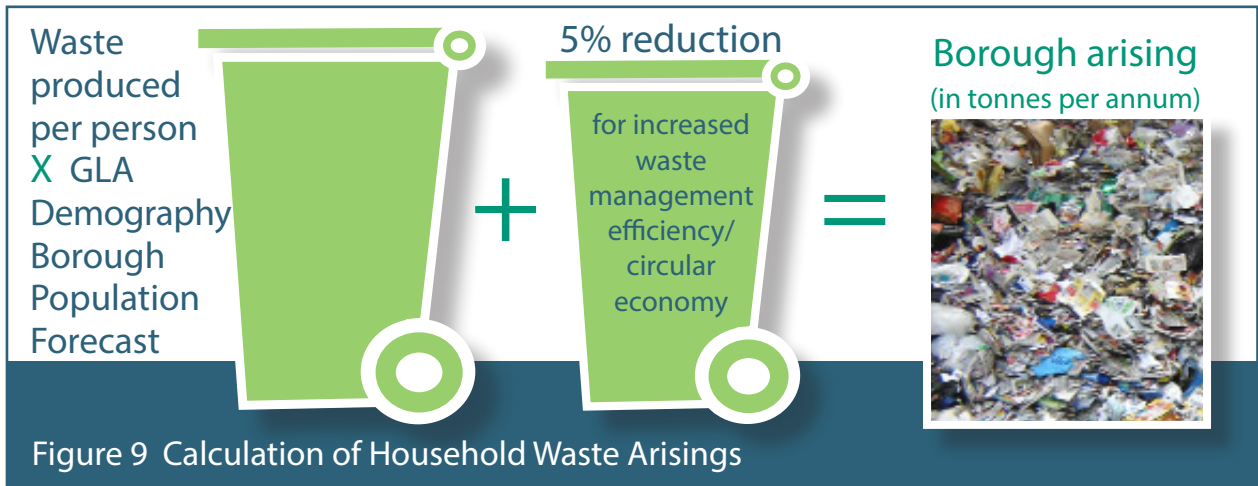 Waste
produced
per person
X GLA
Demography
Borough
Population
Forecast
+
5% reduction
for increased
waste
management
efficiency/
circular
economy
=
Borough arising
(in tonnes per annum)
Figure 9 Calculation of Household Waste Arisings